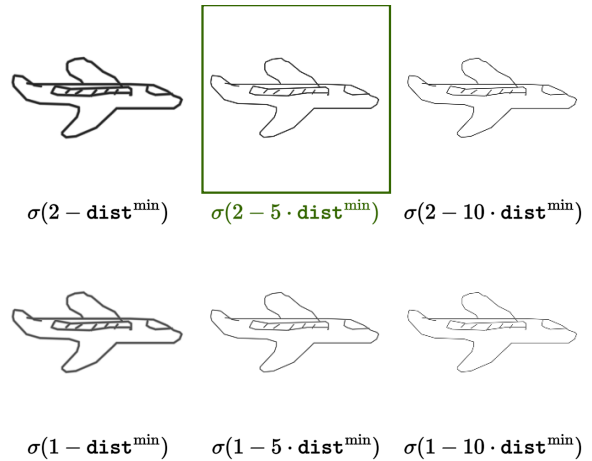 σ(2 − dist^min) σ(2 − 5 · dist^min) σ(2 − 10 · dist^min)
σ(1 − dist^min) σ(1 − 5 · dist^min) σ(1 − 10 · dist^min)